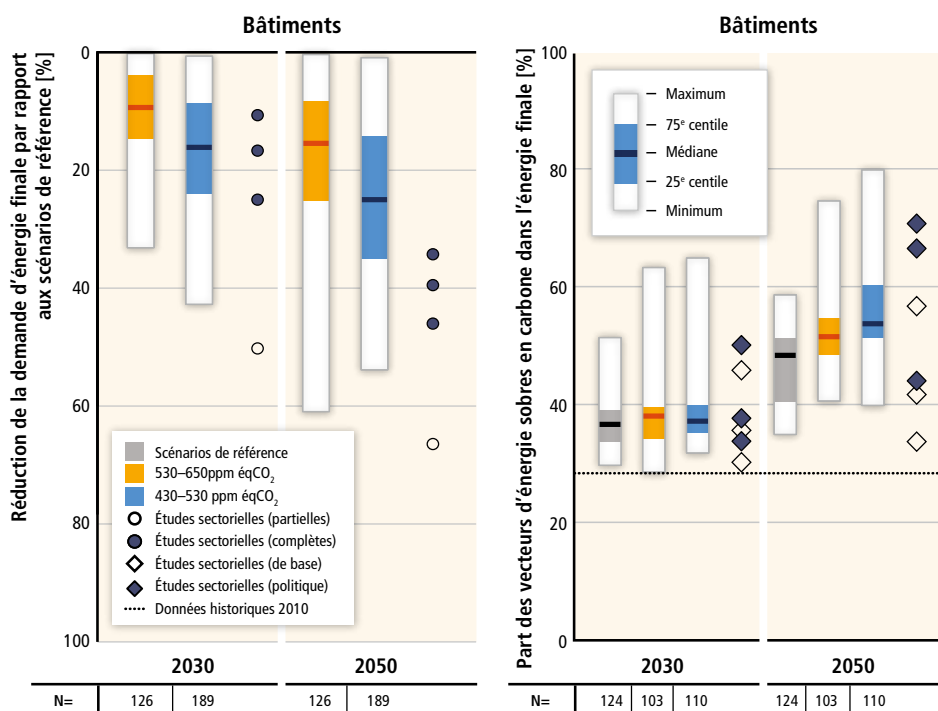 Bâtiments
Réduction de la demande d'énergie finale par rapport
aux scénarios de référence [%]
0
20
40
60
80
100
Scénarios de référence
530–650ppm éqCO₂
430–530 ppm éqCO₂
Études sectorielles (partielles)
Études sectorielles (complètes)
Études sectorielles (de base)
Études sectorielles (politique)
Données historiques 2010
2030
2050
N=
126
189
126
189
Bâtiments
Part des vecteurs d'énergie sobres en carbone dans l'énergie finale [%]
100
80
60
40
20
0
Maximum
75e centile
Médiane
25e centile
Minimum
2030
2050
N=
124
103
110
124
103
110